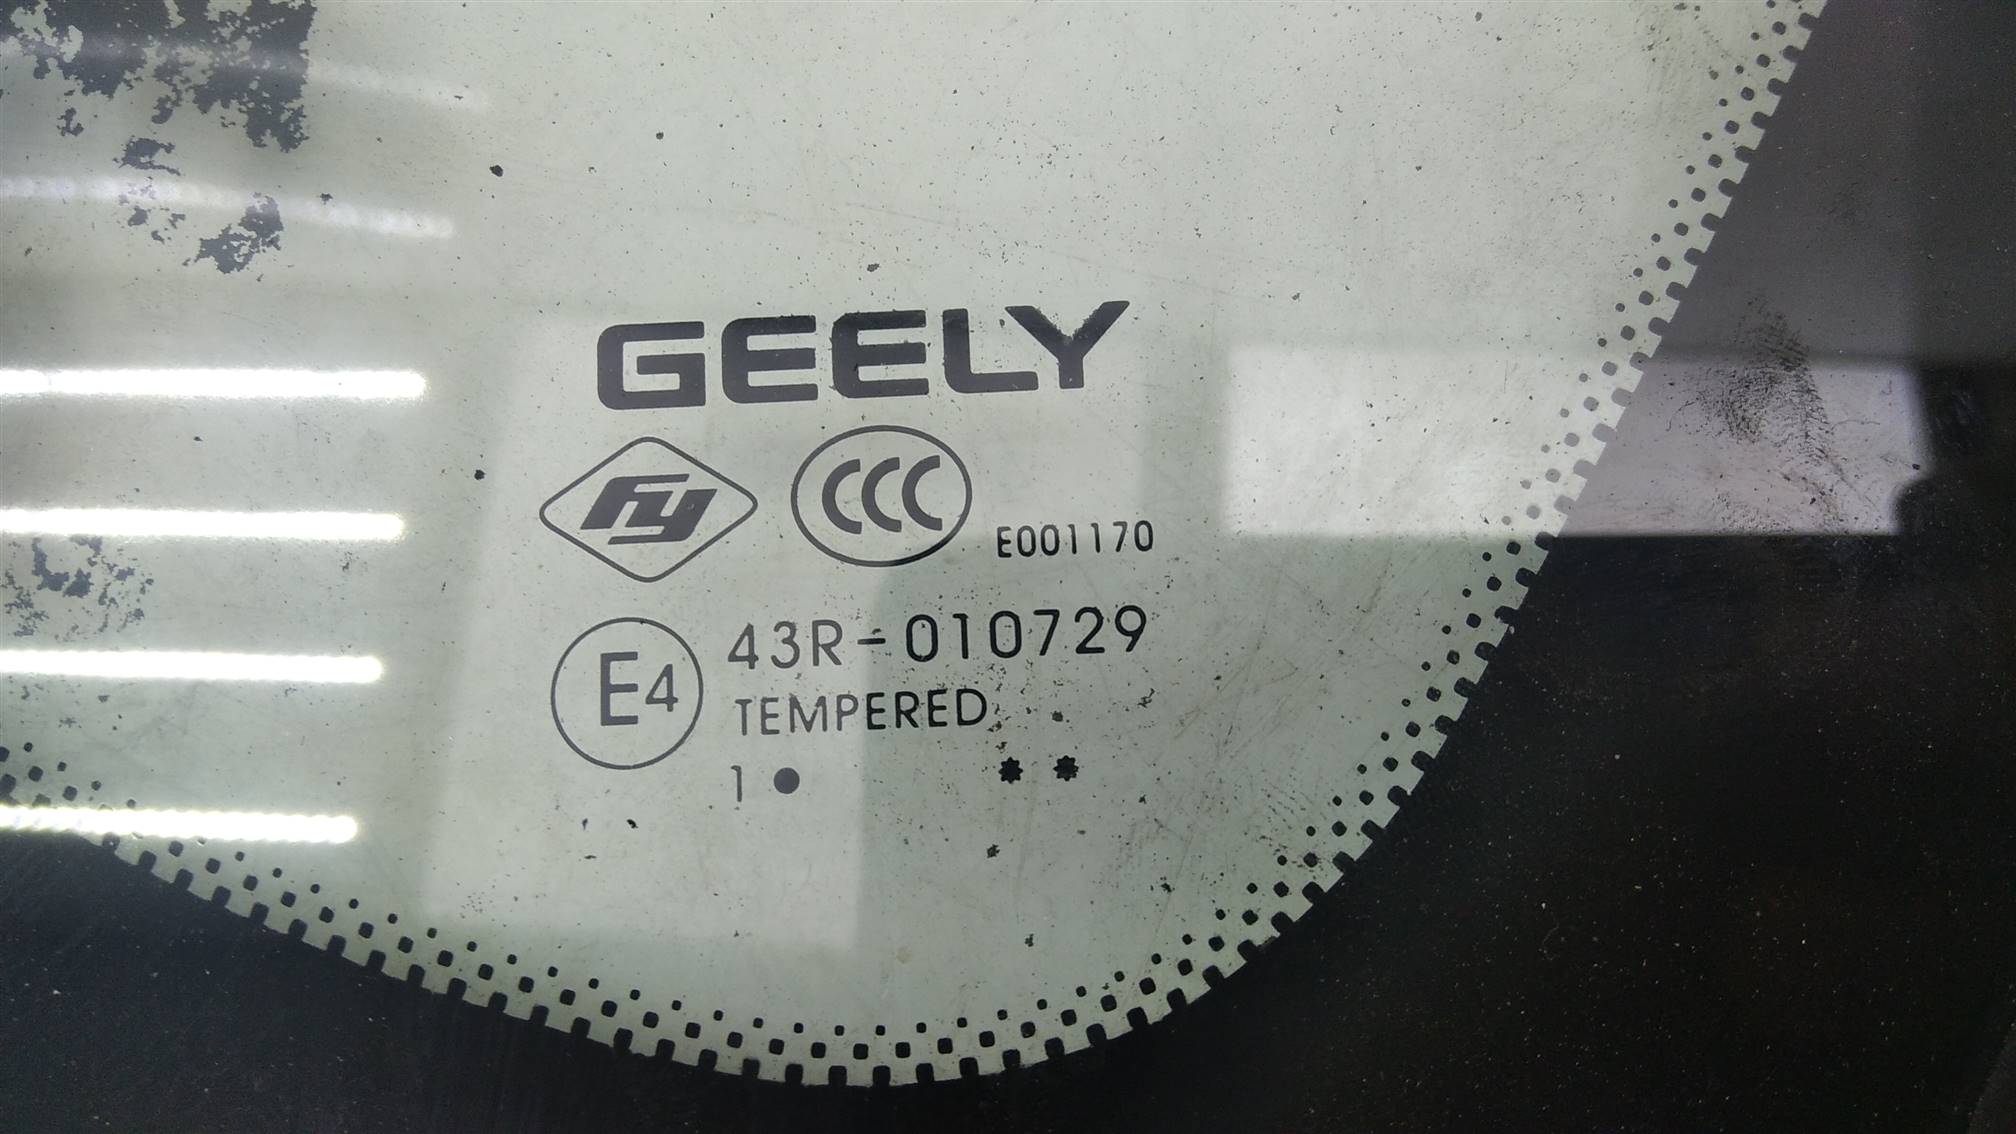 GEELY
fy CCC E001170
E4 43R-010729
TEMPERED
1 ● ✱ ✱